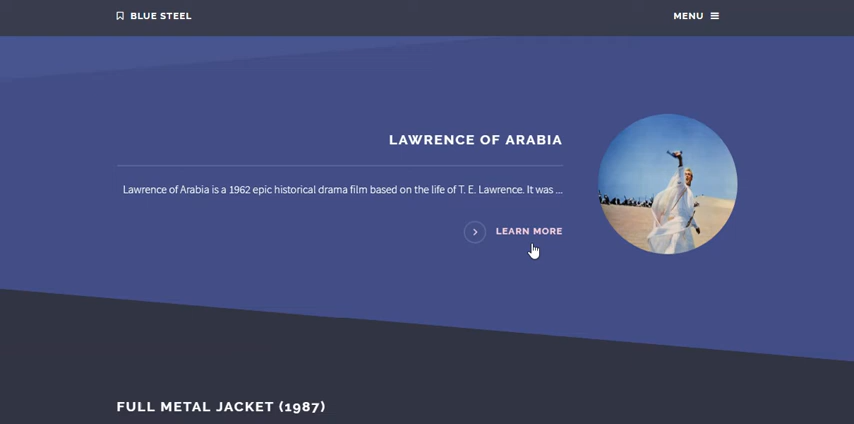 BLUE STEEL
MENU
LAWRENCE OF ARABIA
Lawrence of Arabia is a 1962 epic historical drama film based on the life of T. E. Lawrence. It was ...
LEARN MORE
FULL METAL JACKET (1987)